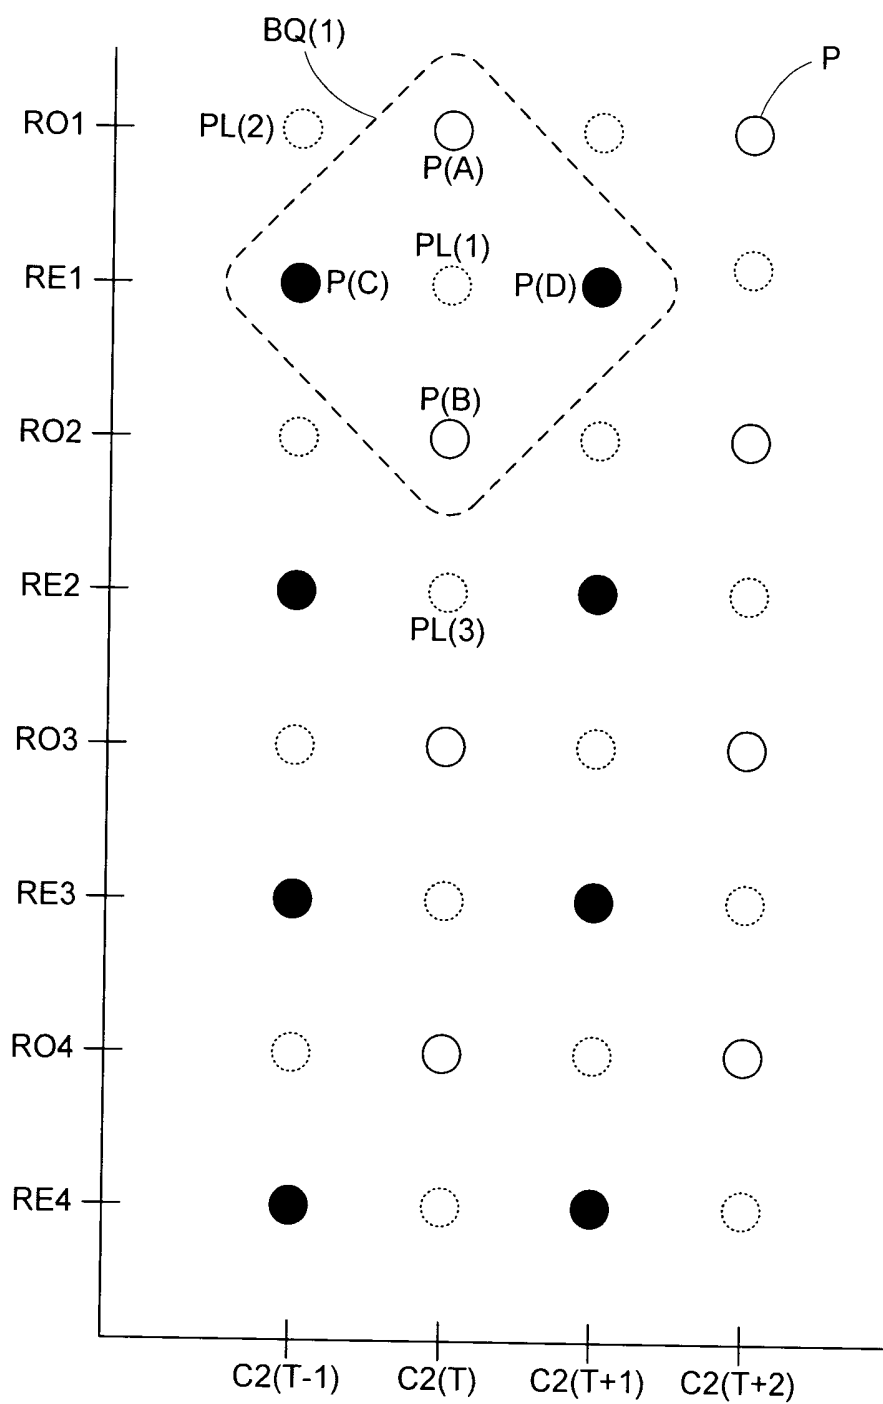 BQ(1)
P
RO1
PL(2)
P(A)
PL(1)
RE1
P(C)
P(D)
P(B)
RO2
RE2
PL(3)
RO3
RE3
RO4
RE4
C2(T-1)
C2(T)
C2(T+1)
C2(T+2)